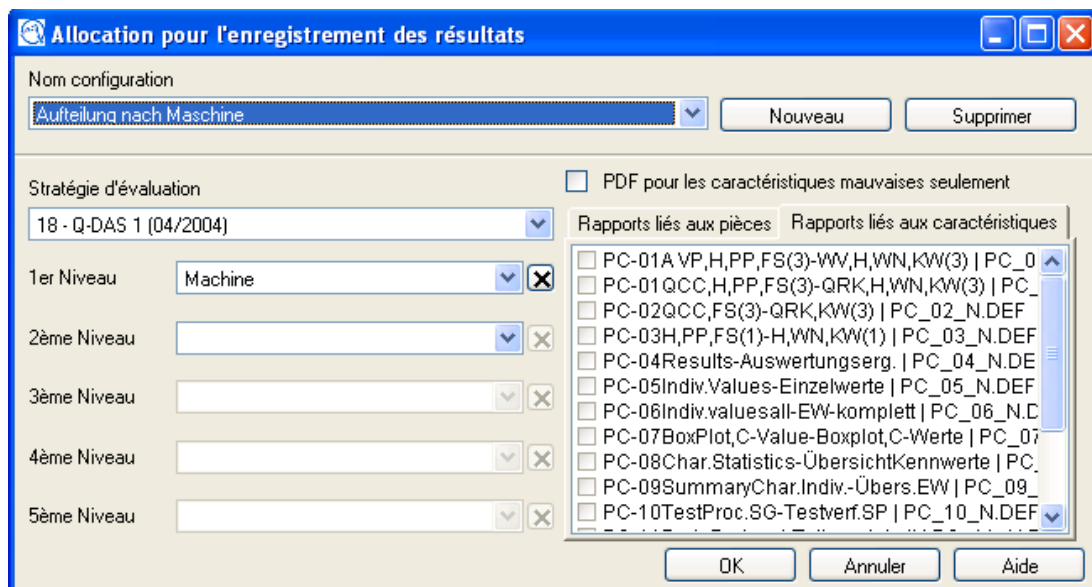 Allocation pour l'enregistrement des résultats
Nom configuration
Aufteilung nach Maschine
Nouveau
Supprimer
Stratégie d'évaluation
18 - Q-DAS 1 (04/2004)
1er Niveau
Machine
2ème Niveau
3ème Niveau
4ème Niveau
5ème Niveau
PDF pour les caractéristiques mauvaises seulement
Rapports liés aux pièces
Rapports liés aux caractéristiques
PC-01A VP,H,PP,FS(3)-WV,H,WN,KW(3) | PC_0
PC-01QCC,H,PP,FS(3)-QRK,H,WN,KW(3) | PC_
PC-02QCC,FS(3)-QRK,KW(3) | PC_02_N.DEF
PC-03H,PP,FS(1)-H,WN,KW(1) | PC_03_N.DEF
PC-04Results-Auswertungserg. | PC_04_N.DE
PC-05Indiv.Values-Einzelwerte | PC_05_N.DEF
PC-06Indiv.valuesall-EW-komplett | PC_06_N.D
PC-07BoxPlot,C-Value-Boxplot,C-Werte | PC_07
PC-08Char.Statistics-ÜbersichtKennwerte | PC_
PC-09SummaryChar.Indiv.-Übers.EW | PC_09_
PC-10TestProc.SG-Testverf.SP | PC_10_N.DEF
OK
Annuler
Aide